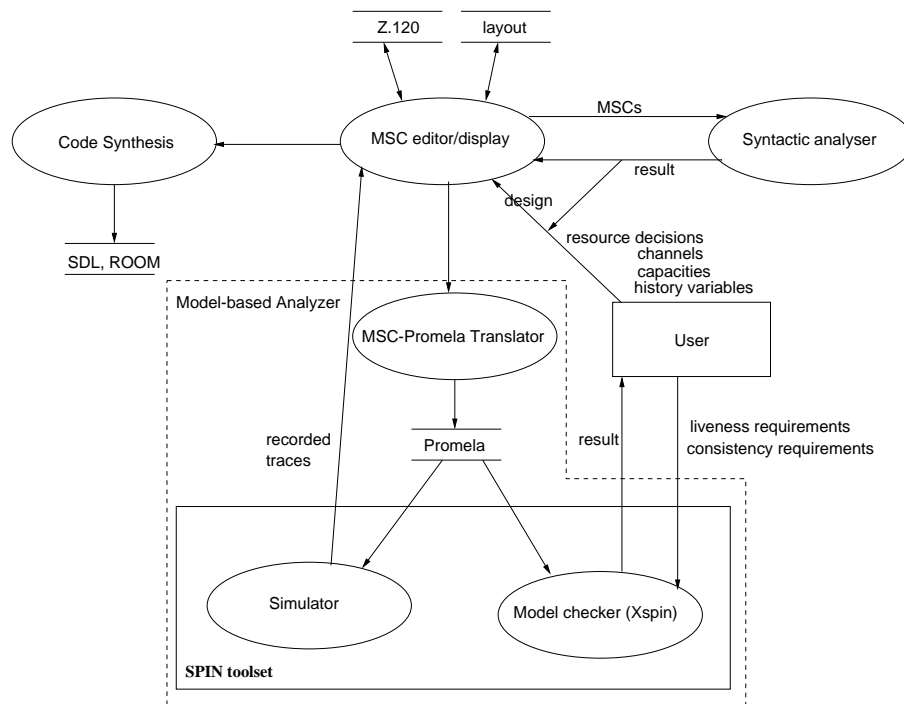 Z.120
layout
MSCs
Code Synthesis
MSC editor/display
Syntactic analyser
result
design
resource decisions
channels
capacities
history variables
SDL, ROOM
Model-based Analyzer
MSC-Promela Translator
User
recorded
traces
Promela
result
liveness requirements
consistency requirements
Simulator
Model checker (Xspin)
SPIN toolset